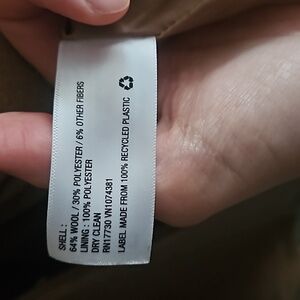 SHELL :
64% WOOL / 30% POLYESTER / 6% OTHER FIBERS
LINING : 100% POLYESTER
DRY CLEAN
RN17730 VN1074381
LABEL MADE FROM 100% RECYCLED PLASTIC